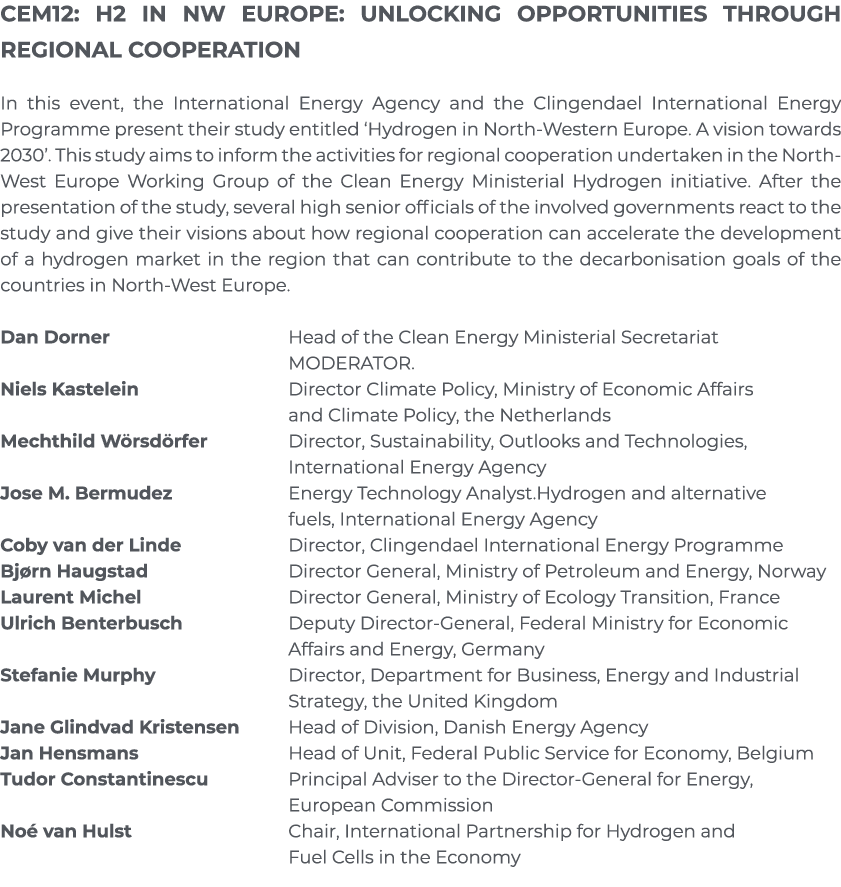 CEM12: H2 IN NW EUROPE: UNLOCKING OPPORTUNITIES THROUGH
REGIONAL COOPERATION
In this event, the International Energy Agency and the Clingendael International Energy
Programme present their study entitled ‘Hydrogen in North-Western Europe. A vision towards
2030’. This study aims to inform the activities for regional cooperation undertaken in the North-
West Europe Working Group of the Clean Energy Ministerial Hydrogen initiative. After the
presentation of the study, several high senior officials of the involved governments react to the
study and give their visions about how regional cooperation can accelerate the development
of a hydrogen market in the region that can contribute to the decarbonisation goals of the
countries in North-West Europe.
Dan Dorner Head of the Clean Energy Ministerial Secretariat
MODERATOR.
Niels Kastelein Director Climate Policy, Ministry of Economic Affairs
and Climate Policy, the Netherlands
Mechthild Wörsdörfer Director, Sustainability, Outlooks and Technologies,
International Energy Agency
Jose M. Bermudez Energy Technology Analyst.Hydrogen and alternative
fuels, International Energy Agency
Coby van der Linde Director, Clingendael International Energy Programme
Bjørn Haugstad Director General, Ministry of Petroleum and Energy, Norway
Laurent Michel Director General, Ministry of Ecology Transition, France
Ulrich Benterbusch Deputy Director-General, Federal Ministry for Economic
Affairs and Energy, Germany
Stefanie Murphy Director, Department for Business, Energy and Industrial
Strategy, the United Kingdom
Jane Glindvad Kristensen Head of Division, Danish Energy Agency
Jan Hensmans Head of Unit, Federal Public Service for Economy, Belgium
Tudor Constantinescu Principal Adviser to the Director-General for Energy,
European Commission
Noé van Hulst Chair, International Partnership for Hydrogen and
Fuel Cells in the Economy